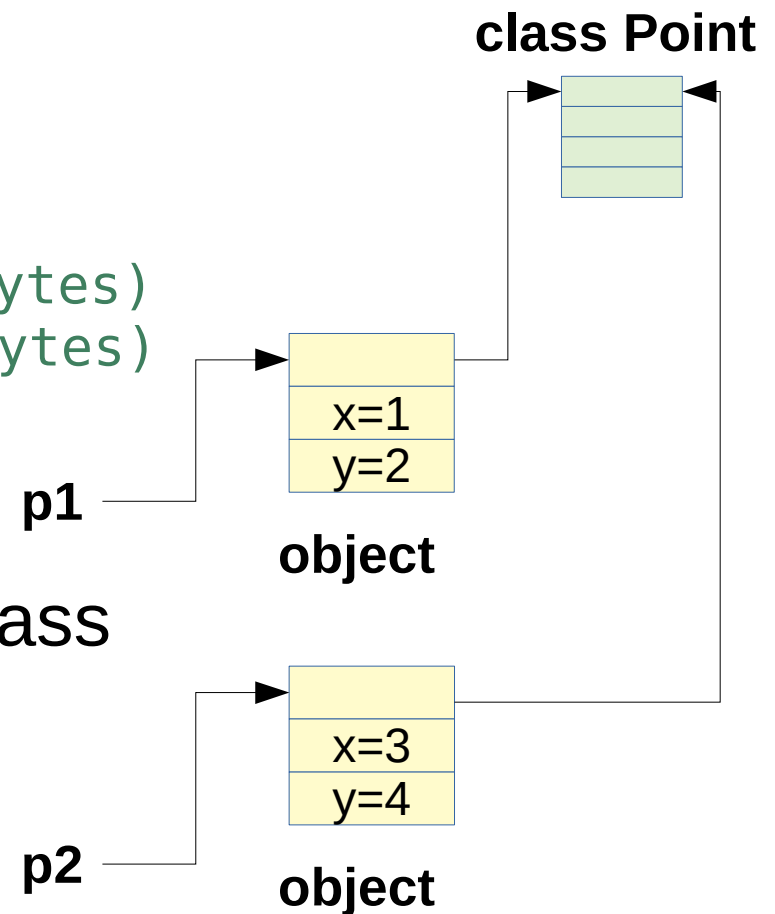 class Point
ytes)
ytes)
x=1
y=2
p1
object
ass
x=3
y=4
p2
object